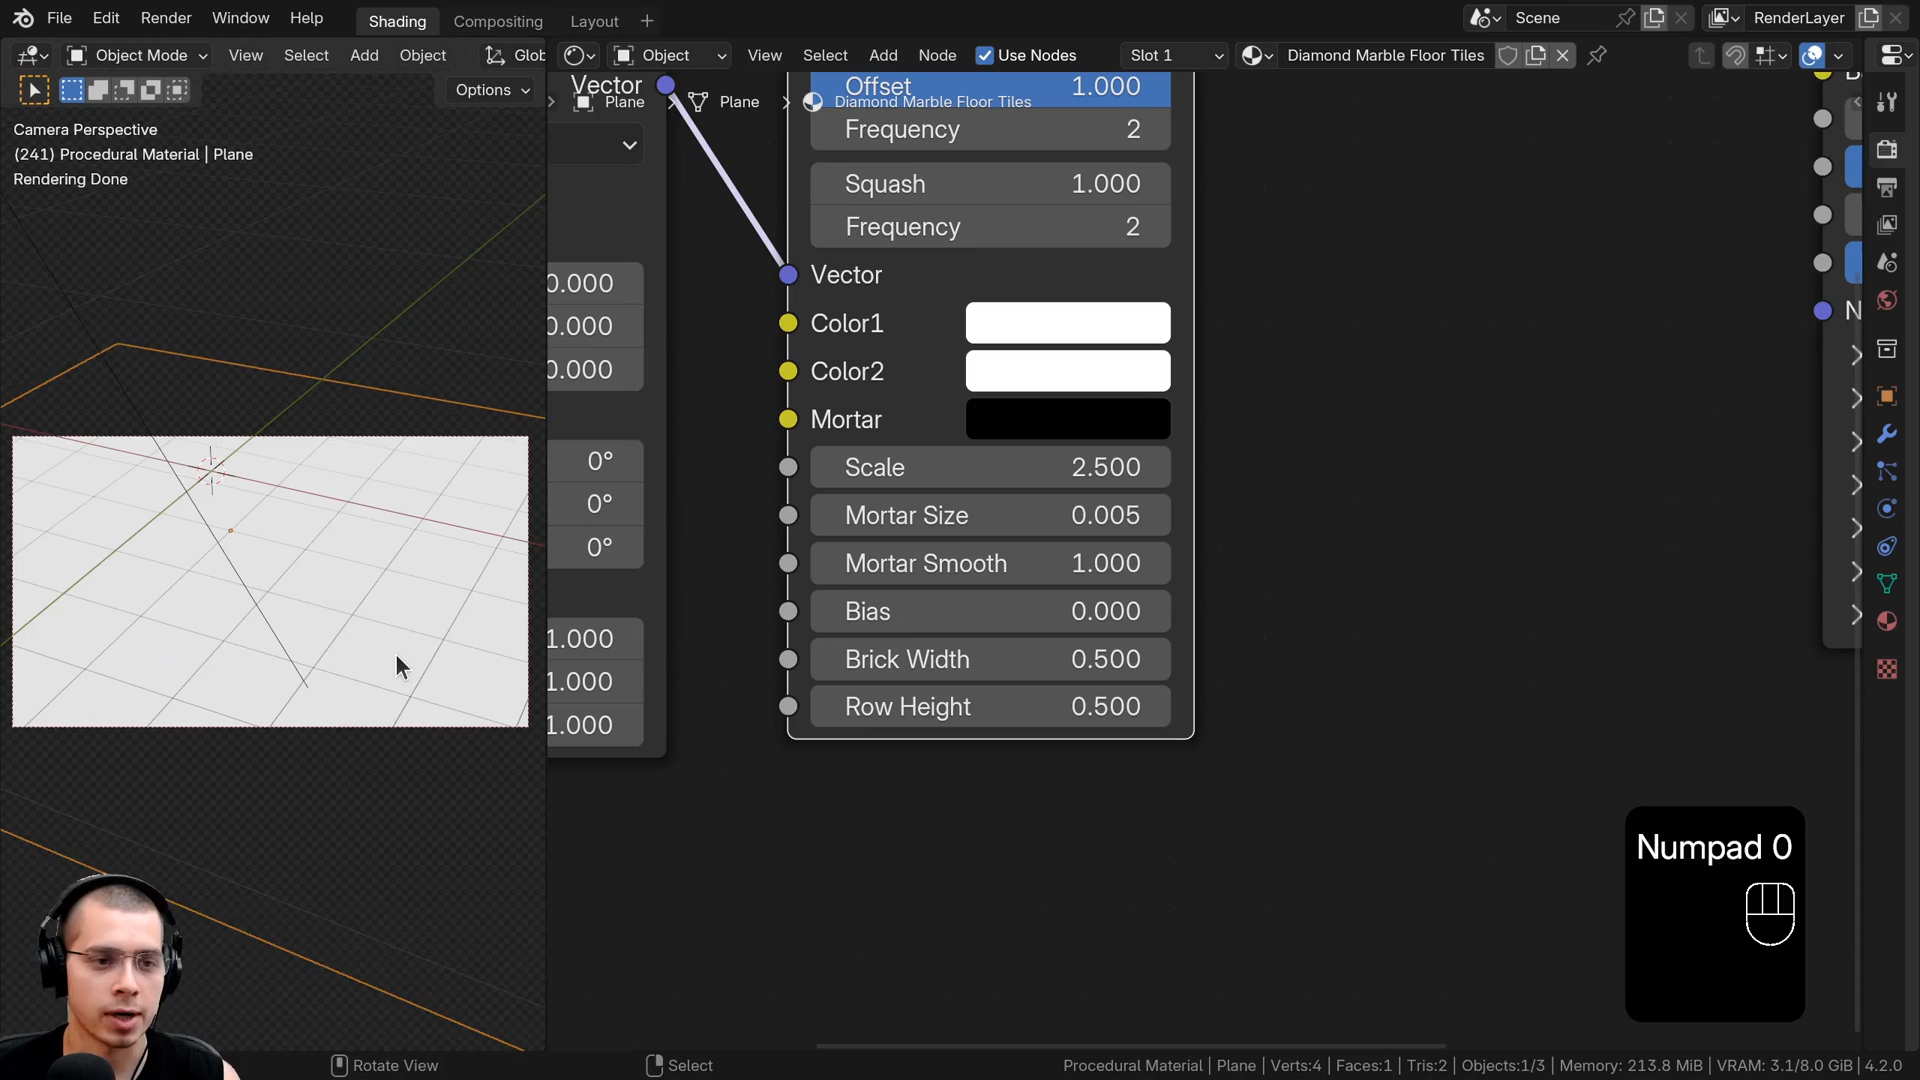 File Edit Render Window Help Shading Compositing Layout Scene RenderLayer
Object Mode View Select Add Object Glob Object View Select Add Node Use Nodes Slot 1 Diamond Marble Floor Tiles
Options
Vector Offset 1.000
Plane Plane Diamond Marble Floor Tiles
Camera Perspective
(241) Procedural Material | Plane
Rendering Done
Frequency 2
Squash 1.000
Frequency 2
Vector
0.000
0.000
0.000
Color1
Color2
Mortar
0°
0°
0°
Scale 2.500
Mortar Size 0.005
Mortar Smooth 1.000
Bias 0.000
1.000
1.000
1.000
Brick Width 0.500
Row Height 0.500
N
Numpad 0
Rotate View Select Procedural Material | Plane | Verts:4 | Faces:1 | Tris:2 | Objects:1/3 | Memory: 213.8 MiB | VRAM: 3.1/8.0 GiB | 4.2.0